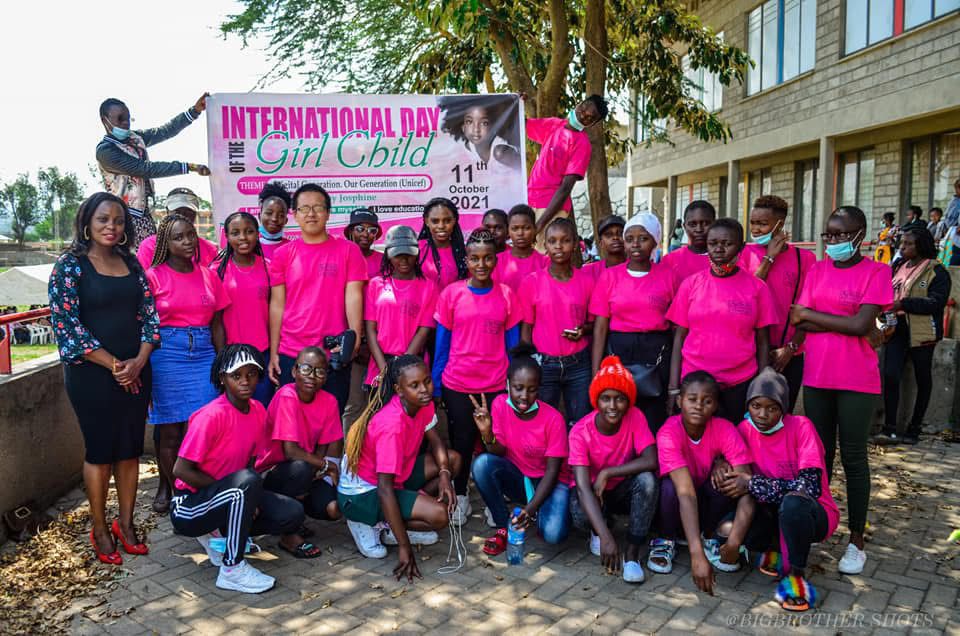 INTERNATIONAL DAY
OF THE
Girl Child
THEME: Digital Generation. Our Generation (Unicef)
By Josphine
11th
October
2021
I love education
@BIGBROTHER SHOTS